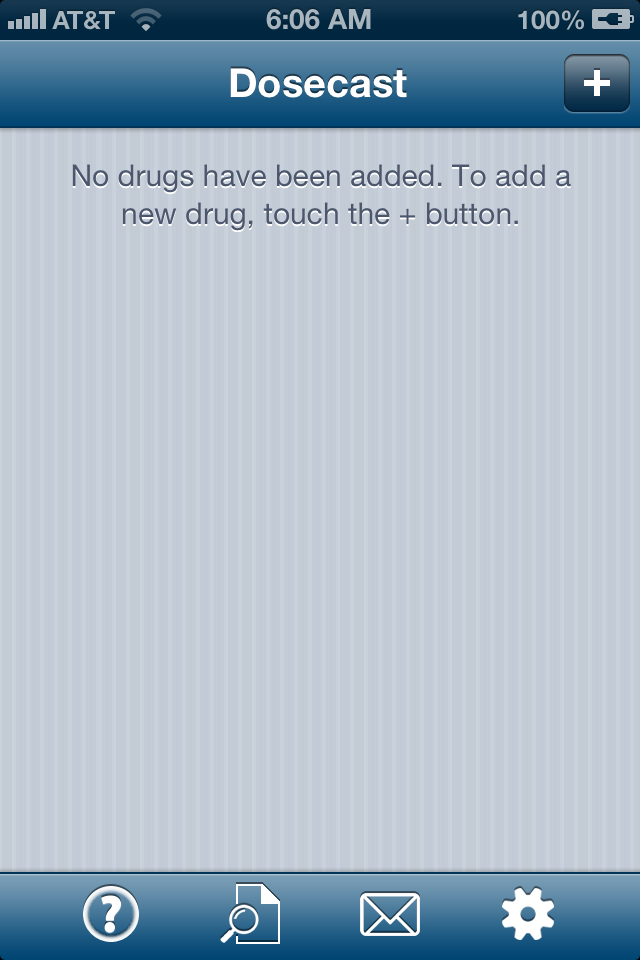 AT&T 6:06 AM 100%
Dosecast +
No drugs have been added. To add a
new drug, touch the + button.
?